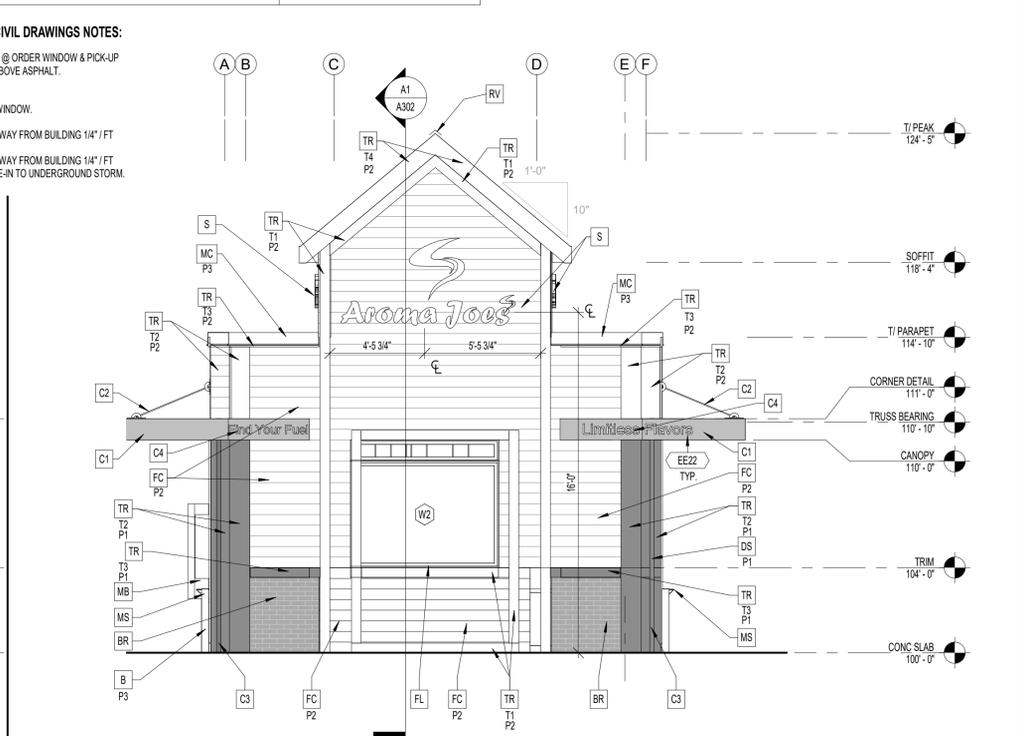 CIVIL DRAWINGS NOTES:
@ ORDER WINDOW & PICK-UP
BOVE ASPHALT.
WINDOW.
WAY FROM BUILDING 1/4" / FT
WAY FROM BUILDING 1/4" / FT
E-IN TO UNDERGROUND STORM.
A
B
C
D
E
F
A1
A302
RV
T/ PEAK
124' - 5"
TR
T4
P2
TR
T1
P2
1'-0"
10"
S
TR
T1
P2
S
MC
P3
SOFFIT
118' - 4"
MC
P3
TR
T3
P2
TR
T3
P2
℄
Aroma Joe's
TR
T2
P2
4'-5 3/4"
5'-5 3/4"
℄
T/ PARAPET
114' - 10"
TR
T2
P2
C2
C2
C4
CORNER DETAIL
111' - 0"
TRUSS BEARING
110' - 10"
Find Your Fuel
Limitless Flavors
C1
C4
C1
EE22
TYP.
CANOPY
110' - 0"
FC
P2
FC
P2
16'-0"
W2
TR
T2
P1
TR
T2
P1
DS
P1
TR
T3
P1
TRIM
104' - 0"
MB
MS
BR
TR
T3
P1
MS
CONC SLAB
100' - 0"
B
P3
C3
FC
P2
FL
FC
P2
TR
T1
P2
BR
C3